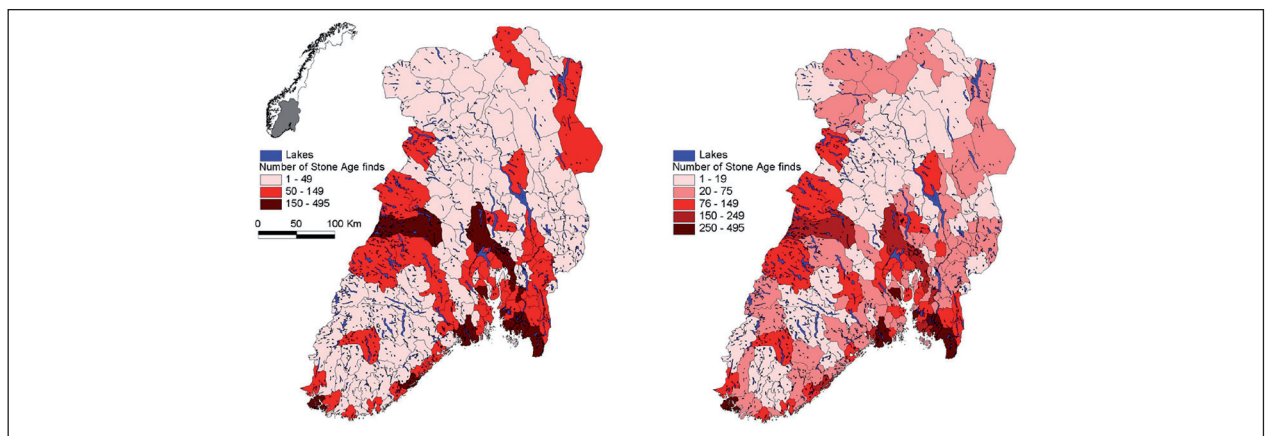 Lakes
Number of Stone Age finds
1 - 49
50 - 149
150 - 495
0 50 100 Km
Lakes
Number of Stone Age finds
1 - 19
20 - 75
76 - 149
150 - 249
250 - 495